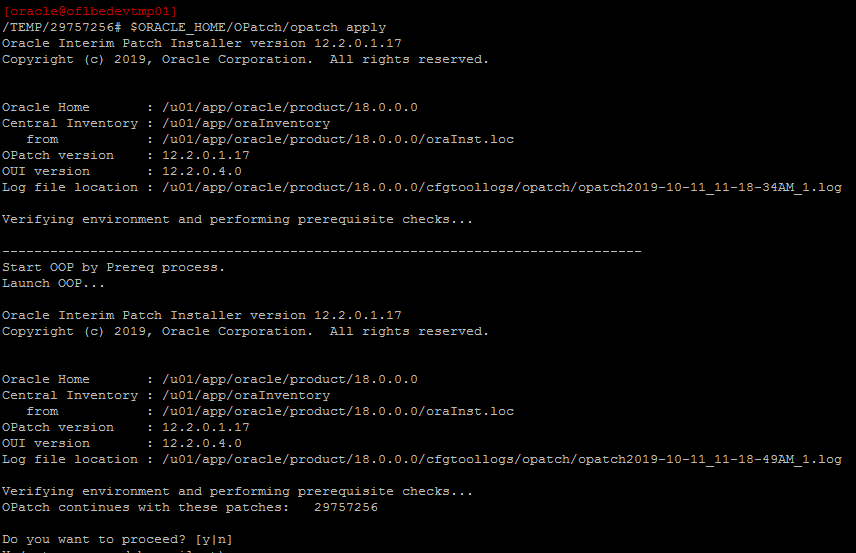 [oracle@oflbedevtmp01]
/TEMP/29757256# $ORACLE_HOME/OPatch/opatch apply
Oracle Interim Patch Installer version 12.2.0.1.17
Copyright (c) 2019, Oracle Corporation.  All rights reserved.
Oracle Home       : /u01/app/oracle/product/18.0.0.0
Central Inventory : /u01/app/oraInventory
   from           : /u01/app/oracle/product/18.0.0.0/oraInst.loc
OPatch version    : 12.2.0.1.17
OUI version       : 12.2.0.4.0
Log file location : /u01/app/oracle/product/18.0.0.0/cfgtoollogs/opatch/opatch2019-10-11_11-18-34AM_1.log
Verifying environment and performing prerequisite checks...
--------------------------------------------------------------------------------
Start OOP by Prereq process.
Launch OOP...
Oracle Interim Patch Installer version 12.2.0.1.17
Copyright (c) 2019, Oracle Corporation.  All rights reserved.
Oracle Home       : /u01/app/oracle/product/18.0.0.0
Central Inventory : /u01/app/oraInventory
   from           : /u01/app/oracle/product/18.0.0.0/oraInst.loc
OPatch version    : 12.2.0.1.17
OUI version       : 12.2.0.4.0
Log file location : /u01/app/oracle/product/18.0.0.0/cfgtoollogs/opatch/opatch2019-10-11_11-18-49AM_1.log
Verifying environment and performing prerequisite checks...
OPatch continues with these patches:   29757256
Do you want to proceed? [y|n]